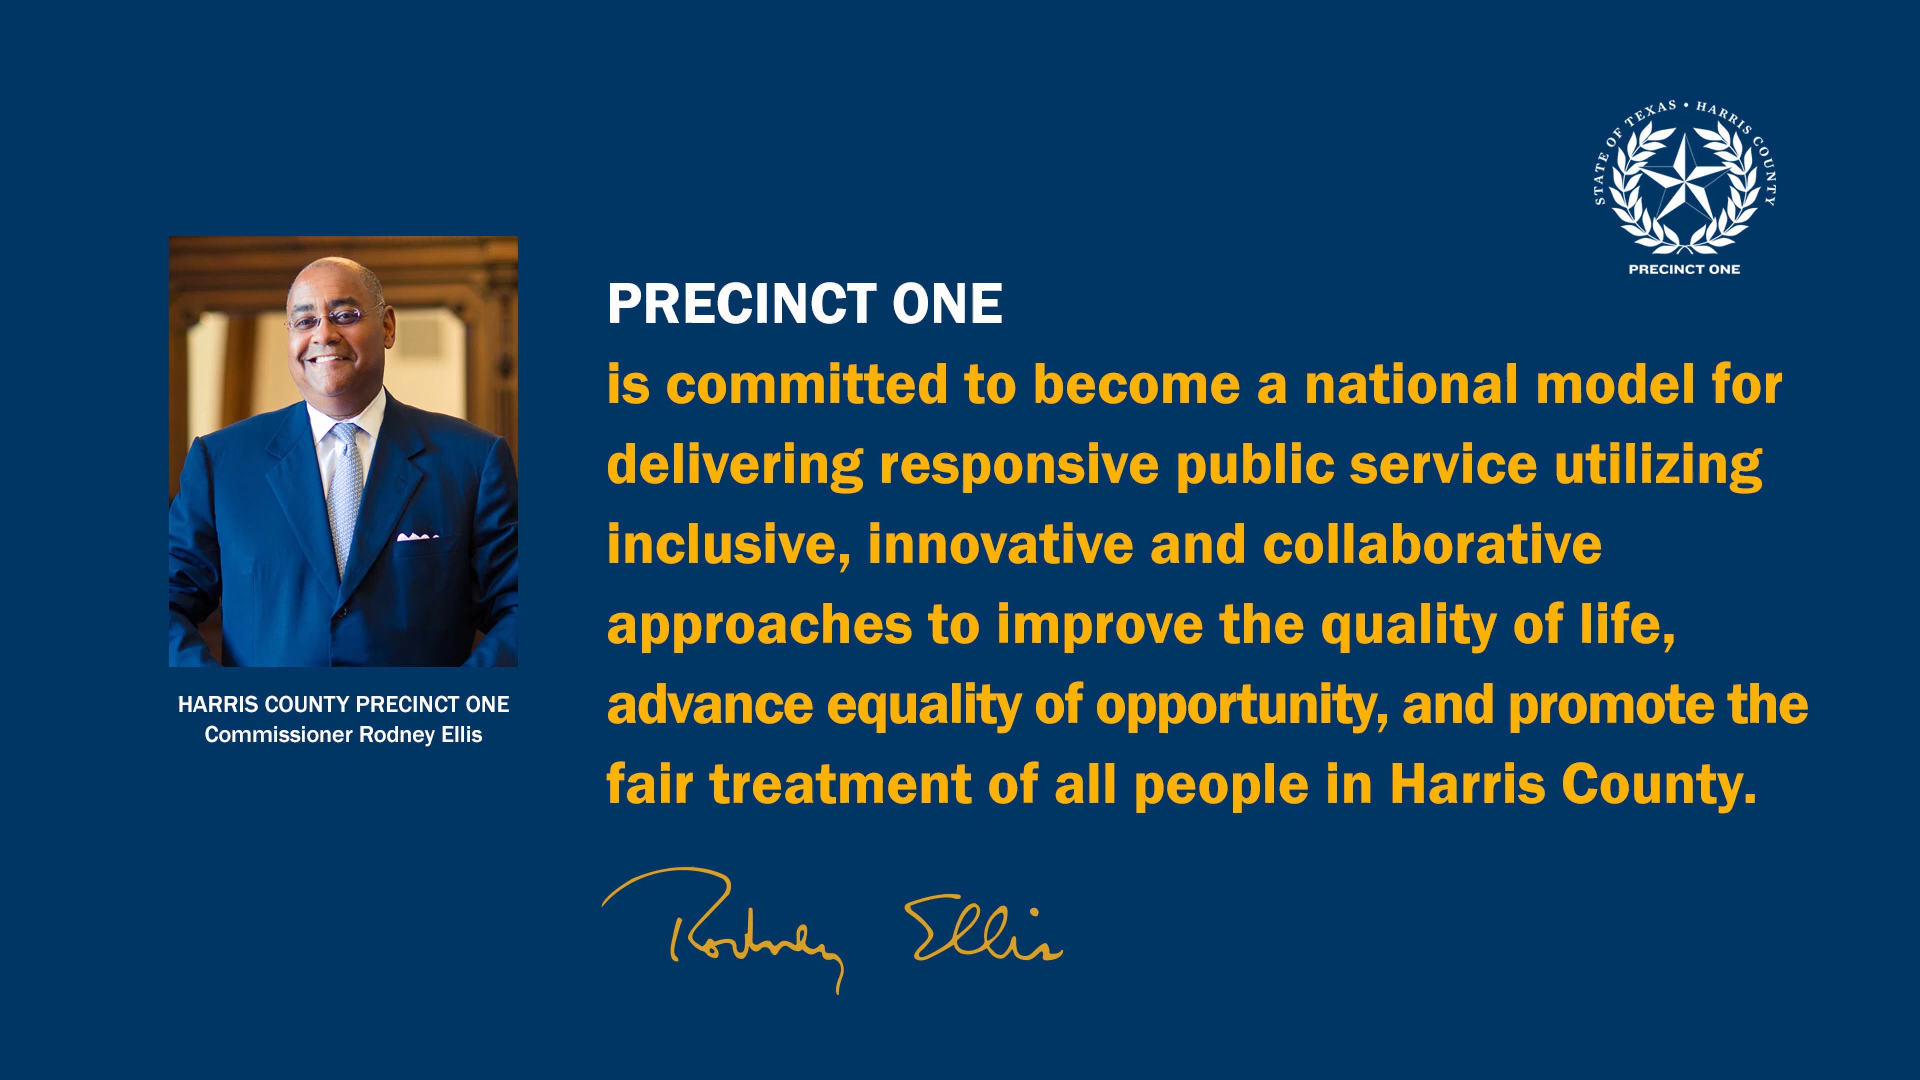 STATE OF TEXAS • HARRIS COUNTY
PRECINCT ONE
PRECINCT ONE
is committed to become a national model for
delivering responsive public service utilizing
inclusive, innovative and collaborative
approaches to improve the quality of life,
advance equality of opportunity, and promote the
fair treatment of all people in Harris County.
Rodney Ellis
HARRIS COUNTY PRECINCT ONE
Commissioner Rodney Ellis